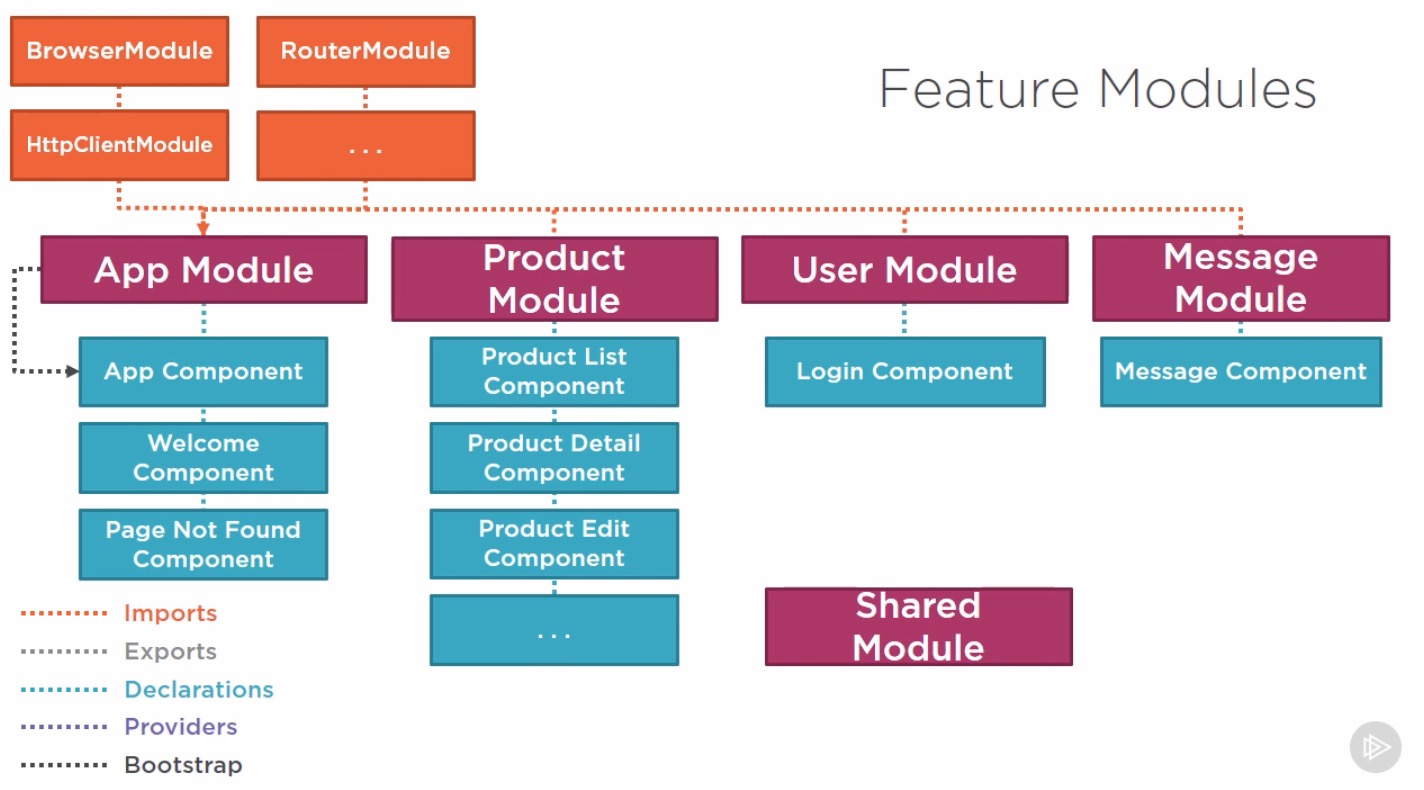 BrowserModule
RouterModule
Feature Modules
HttpClientModule
...
App Module
Product
Module
User Module
Message
Module
App Component
Product List
Component
Login Component
Message Component
Welcome
Component
Product Detail
Component
Page Not Found
Component
Product Edit
Component
...
Shared
Module
Imports
Exports
Declarations
Providers
Bootstrap